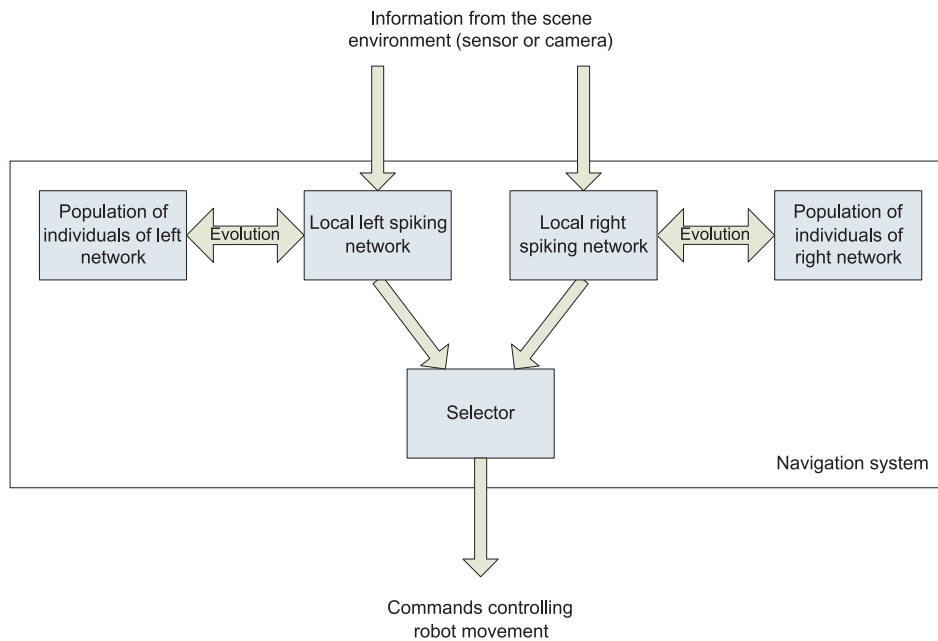 Information from the scene
environment (sensor or camera)
Population of
individuals of left
network
Evolution
Local left spiking
network
Local right
spiking network
Evolution
Population of
individuals of
right network
Selector
Navigation system
Commands controlling
robot movement